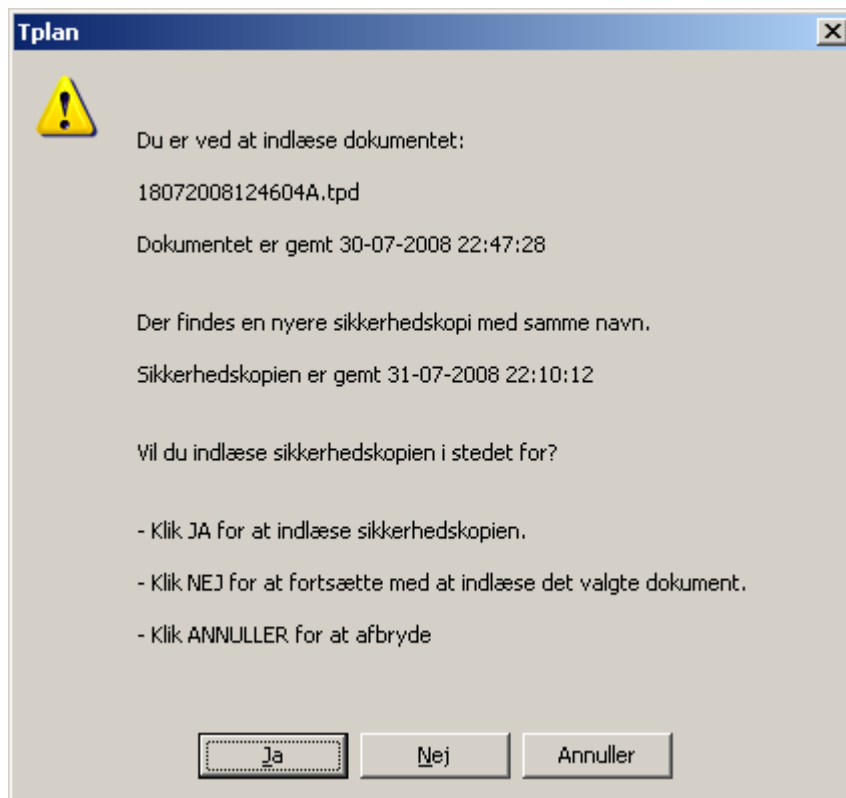 Tplan
Du er ved at indlæse dokumentet:
18072008124604A.tpd
Dokumentet er gemt 30-07-2008 22:47:28
Der findes en nyere sikkerhedskopi med samme navn.
Sikkerhedskopien er gemt 31-07-2008 22:10:12
Vil du indlæse sikkerhedskopien i stedet for?
- Klik JA for at indlæse sikkerhedskopien.
- Klik NEJ for at fortsætte med at indlæse det valgte dokument.
- Klik ANNULLER for at afbryde
Ja
Nej
Annuller